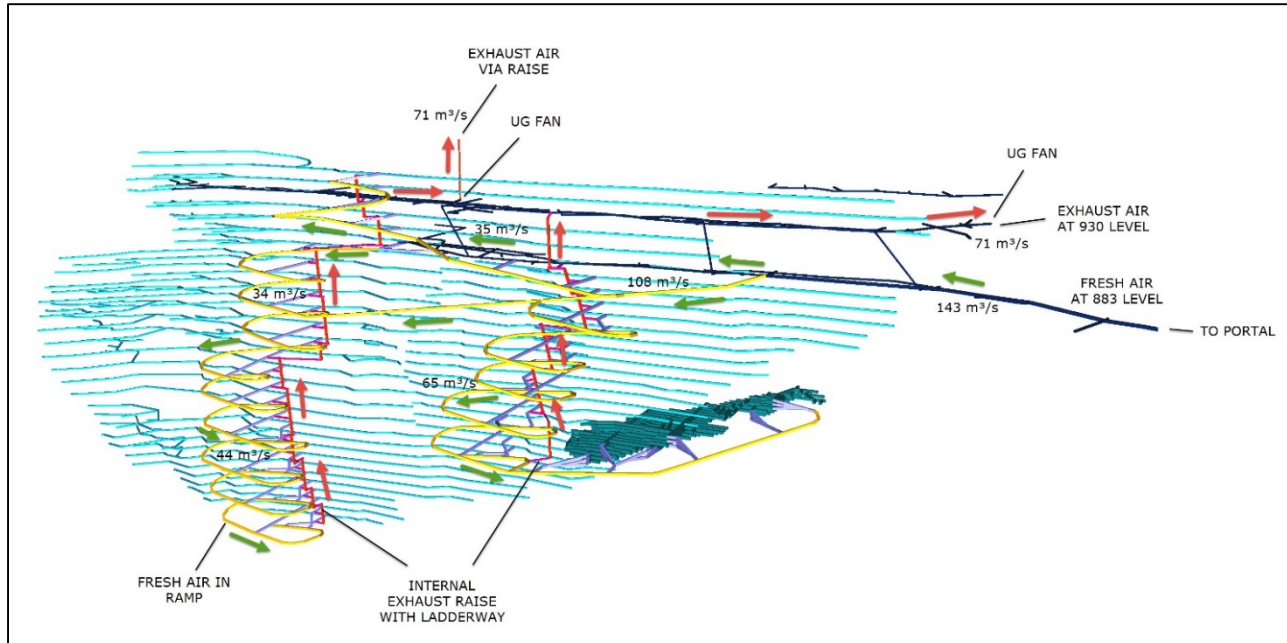 EXHAUST AIR
VIA RAISE
71 m³/s
UG FAN
UG FAN
EXHAUST AIR
AT 930 LEVEL
71 m³/s
35 m³/s
108 m³/s
FRESH AIR
AT 883 LEVEL
143 m³/s
TO PORTAL
34 m³/s
65 m³/s
44 m³/s
FRESH AIR IN
RAMP
INTERNAL
EXHAUST RAISE
WITH LADDERWAY